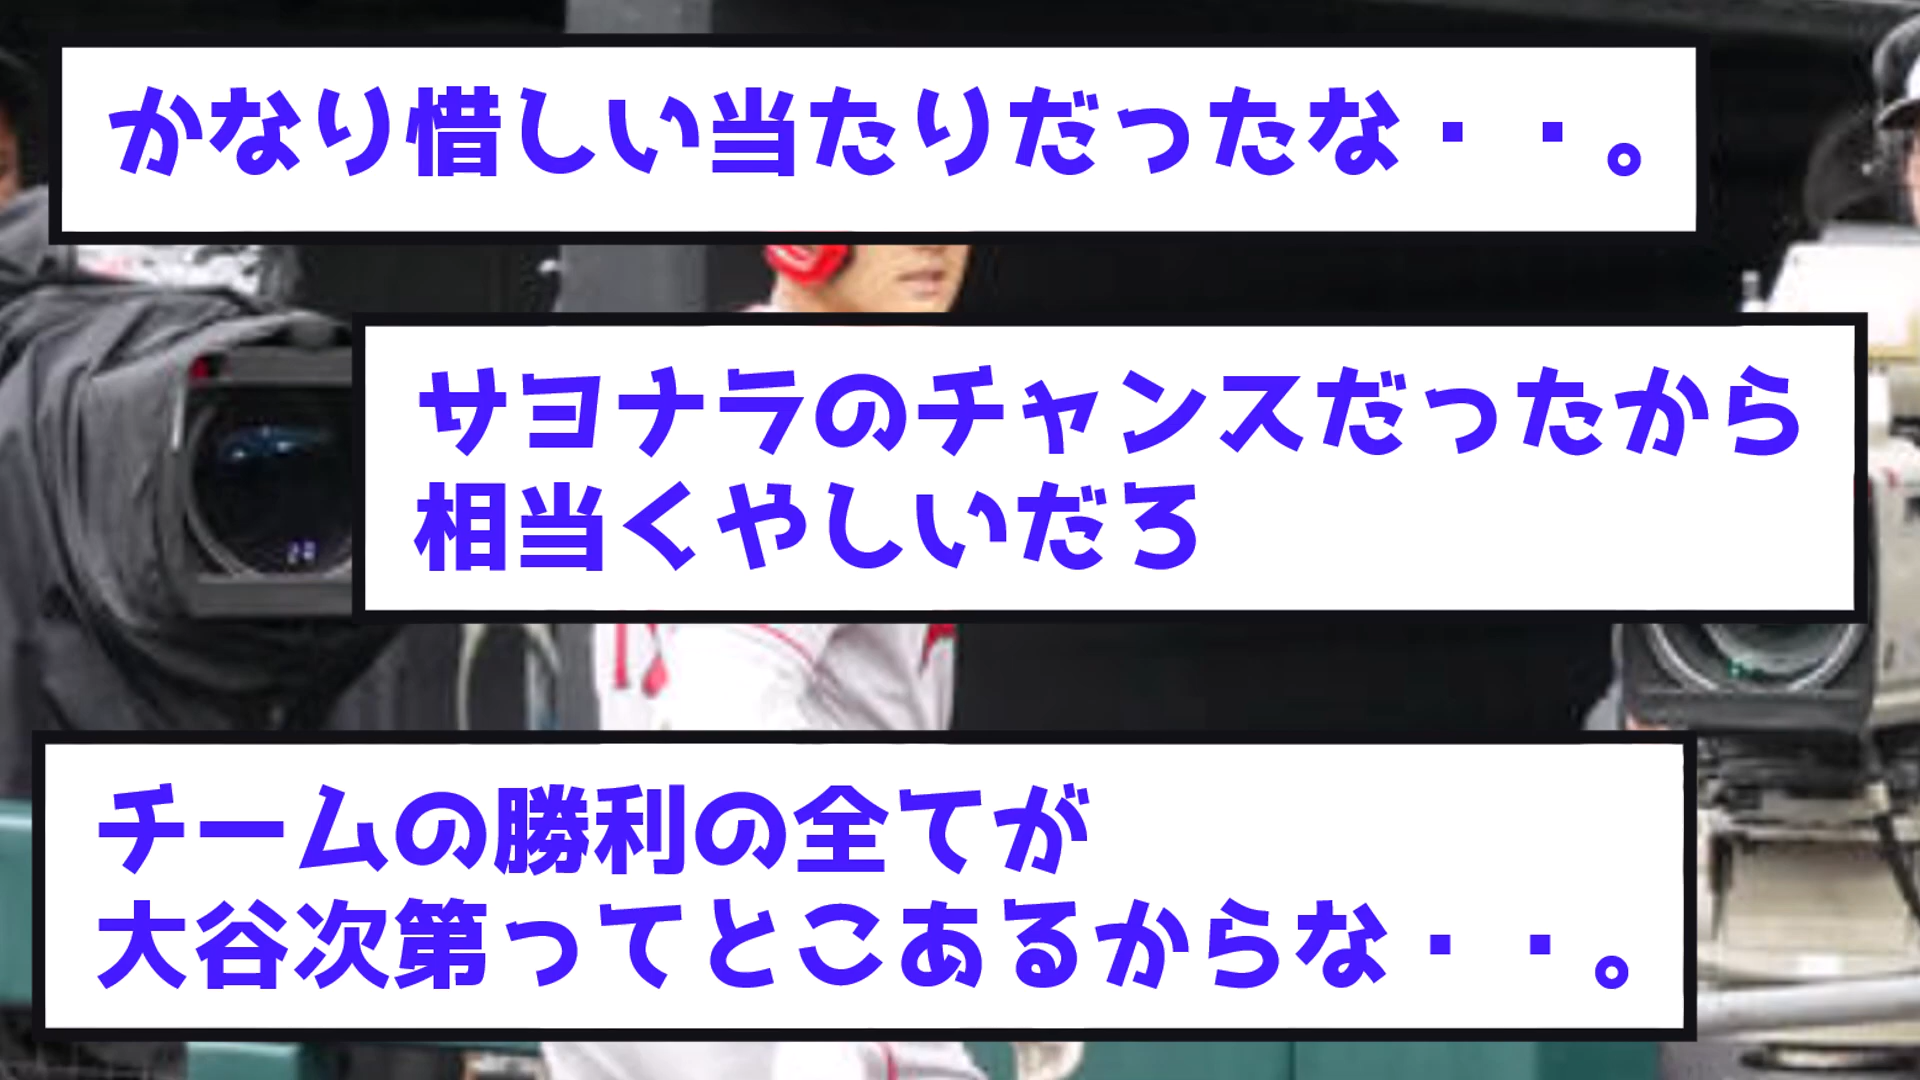 かなり惜しい当たりだったな・・。
サヨナラのチャンスだったから
相当くやしいだろ
チームの勝利の全てが
大谷次第ってとこあるからな・・。